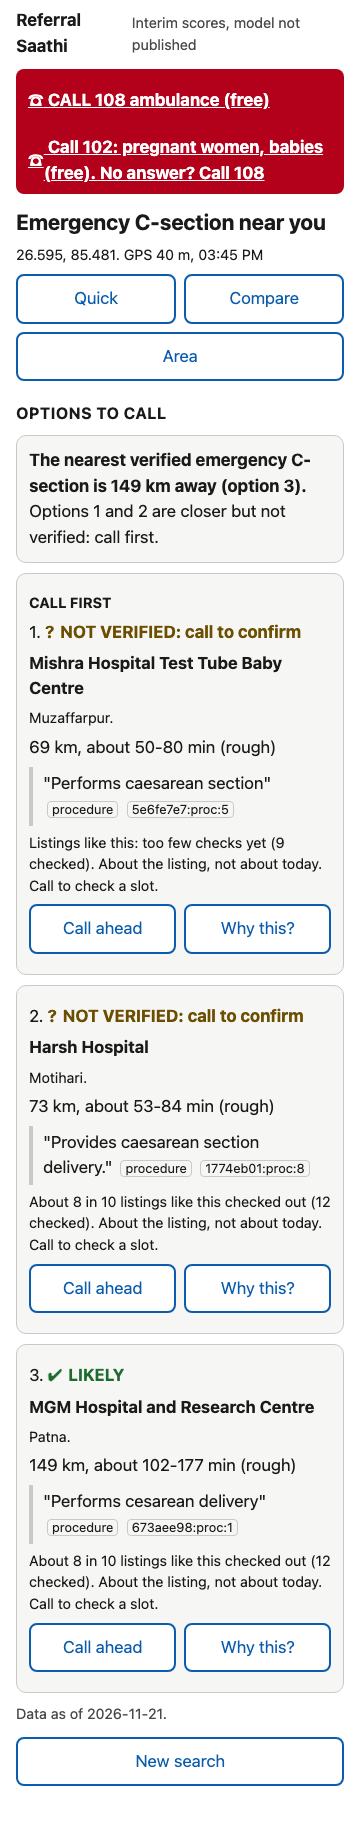 Referral
Saathi
Interim scores, model not
published
☎ CALL 108 ambulance (free)
☎ Call 102: pregnant women, babies
(free). No answer? Call 108
Emergency C-section near you
26.595, 85.481. GPS 40 m, 03:45 PM
Quick
Compare
Area
OPTIONS TO CALL
The nearest verified emergency C-
section is 149 km away (option 3).
Options 1 and 2 are closer but not
verified: call first.
CALL FIRST
1. ? NOT VERIFIED: call to confirm
Mishra Hospital Test Tube Baby
Centre
Muzaffarpur.
69 km, about 50-80 min (rough)
"Performs caesarean section"
procedure 5e6fe7e7:proc:5
Listings like this: too few checks yet (9
checked). About the listing, not about today.
Call to check a slot.
Call ahead
Why this?
2. ? NOT VERIFIED: call to confirm
Harsh Hospital
Motihari.
73 km, about 53-84 min (rough)
"Provides caesarean section
delivery." procedure 1774eb01:proc:8
About 8 in 10 listings like this checked out (12
checked). About the listing, not about today.
Call to check a slot.
Call ahead
Why this?
3. ✔ LIKELY
MGM Hospital and Research Centre
Patna.
149 km, about 102-177 min (rough)
"Performs cesarean delivery"
procedure 673aee98:proc:1
About 8 in 10 listings like this checked out (12
checked). About the listing, not about today.
Call to check a slot.
Call ahead
Why this?
Data as of 2026-11-21.
New search